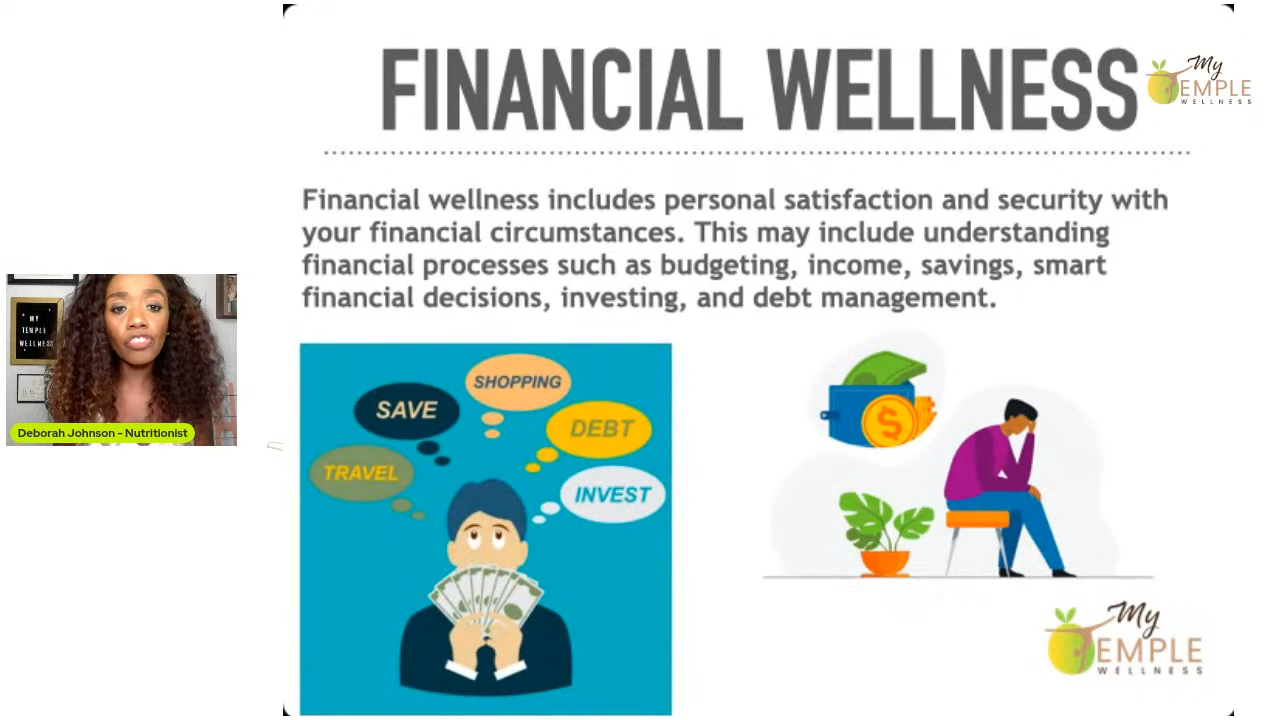 FINANCIAL WELLNESS
My
TEMPLE
WELLNESS
Financial wellness includes personal satisfaction and security with
your financial circumstances. This may include understanding
financial processes such as budgeting, income, savings, smart
financial decisions, investing, and debt management.
MY
TEMPLE
WELLNESS
Deborah Johnson - Nutritionist
SHOPPING
SAVE
DEBT
TRAVEL
INVEST
$
My
TEMPLE
WELLNESS